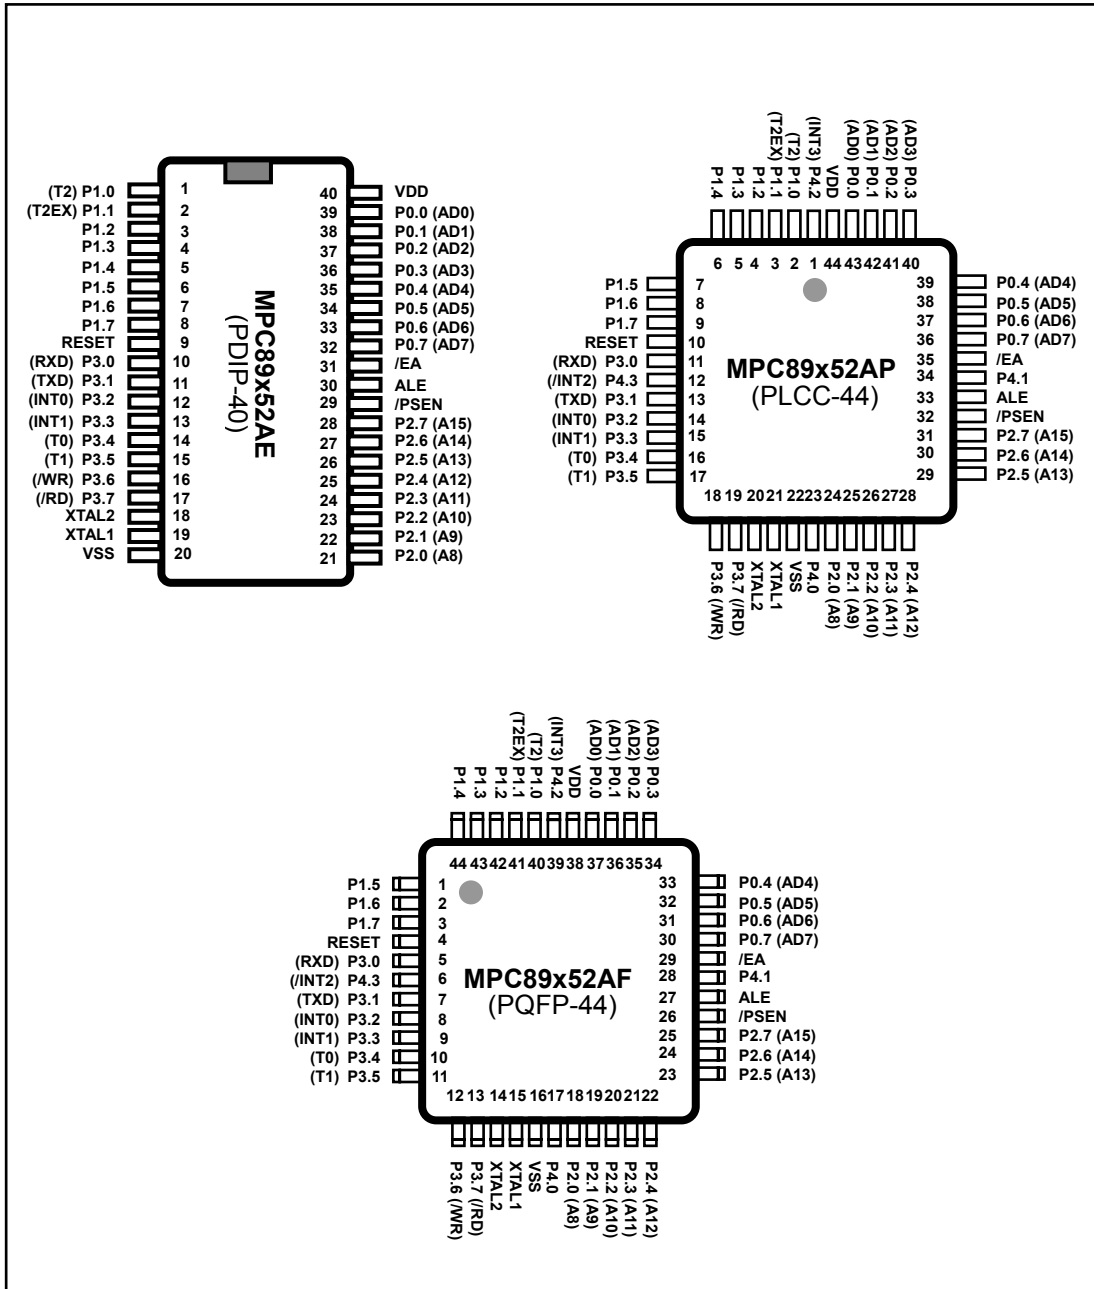 (T2) P1.0 1 40 VDD
(T2EX) P1.1 2 39 P0.0 (AD0)
P1.2 3 38 P0.1 (AD1)
P1.3 4 37 P0.2 (AD2)
P1.4 5 36 P0.3 (AD3)
P1.5 6 35 P0.4 (AD4)
P1.6 7 34 P0.5 (AD5)
P1.7 8 33 P0.6 (AD6)
RESET 9 32 P0.7 (AD7)
(RXD) P3.0 10 31 /EA
(TXD) P3.1 11 30 ALE
(INT0) P3.2 12 29 /PSEN
(INT1) P3.3 13 28 P2.7 (A15)
(T0) P3.4 14 27 P2.6 (A14)
(T1) P3.5 15 26 P2.5 (A13)
(/WR) P3.6 16 25 P2.4 (A12)
(/RD) P3.7 17 24 P2.3 (A11)
XTAL2 18 23 P2.2 (A10)
XTAL1 19 22 P2.1 (A9)
VSS 20 21 P2.0 (A8)
MPC89x52AE
(PDIP-40)
P1.4
P1.3
P1.2
(T2EX) P1.1
(T2) P1.0
(INT3) P4.2
VDD
(AD0) P0.0
(AD1) P0.1
(AD2) P0.2
(AD3) P0.3
6 5 4 3 2 1 44 43 42 41 40
P1.5 7 39 P0.4 (AD4)
P1.6 8 38 P0.5 (AD5)
P1.7 9 37 P0.6 (AD6)
RESET 10 36 P0.7 (AD7)
(RXD) P3.0 11 35 /EA
(/INT2) P4.3 12 34 P4.1
(TXD) P3.1 13 33 ALE
(INT0) P3.2 14 32 /PSEN
(INT1) P3.3 15 31 P2.7 (A15)
(T0) P3.4 16 30 P2.6 (A14)
(T1) P3.5 17 29 P2.5 (A13)
MPC89x52AP
(PLCC-44)
18 19 20 21 22 23 24 25 26 27 28
P3.6 (/WR)
P3.7 (/RD)
XTAL2
XTAL1
VSS
P4.0
P2.0 (A8)
P2.1 (A9)
P2.2 (A10)
P2.3 (A11)
P2.4 (A12)
P1.4
P1.3
P1.2
(T2EX) P1.1
(T2) P1.0
(INT3) P4.2
VDD
(AD0) P0.0
(AD1) P0.1
(AD2) P0.2
(AD3) P0.3
44 43 42 41 40 39 38 37 36 35 34
P1.5 1 33 P0.4 (AD4)
P1.6 2 32 P0.5 (AD5)
P1.7 3 31 P0.6 (AD6)
RESET 4 30 P0.7 (AD7)
(RXD) P3.0 5 29 /EA
(/INT2) P4.3 6 28 P4.1
(TXD) P3.1 7 27 ALE
(INT0) P3.2 8 26 /PSEN
(INT1) P3.3 9 25 P2.7 (A15)
(T0) P3.4 10 24 P2.6 (A14)
(T1) P3.5 11 23 P2.5 (A13)
MPC89x52AF
(PQFP-44)
12 13 14 15 16 17 18 19 20 21 22
P3.6 (/WR)
P3.7 (/RD)
XTAL2
XTAL1
VSS
P4.0
P2.0 (A8)
P2.1 (A9)
P2.2 (A10)
P2.3 (A11)
P2.4 (A12)